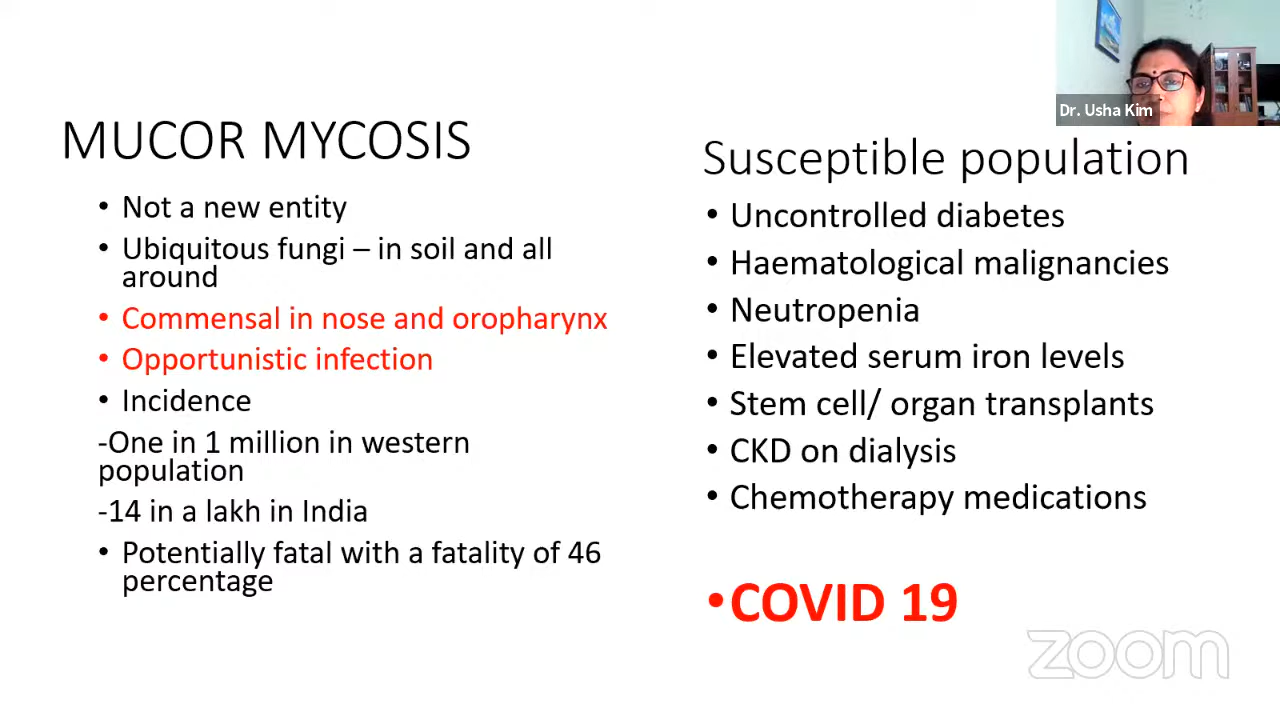 Dr. Usha Kim
MUCOR MYCOSIS
• Not a new entity
• Ubiquitous fungi – in soil and all
around
• Commensal in nose and oropharynx
• Opportunistic infection
• Incidence
-One in 1 million in western
population
-14 in a lakh in India
• Potentially fatal with a fatality of 46
percentage
Susceptible population
• Uncontrolled diabetes
• Haematological malignancies
• Neutropenia
• Elevated serum iron levels
• Stem cell/ organ transplants
• CKD on dialysis
• Chemotherapy medications
•COVID 19
zoom